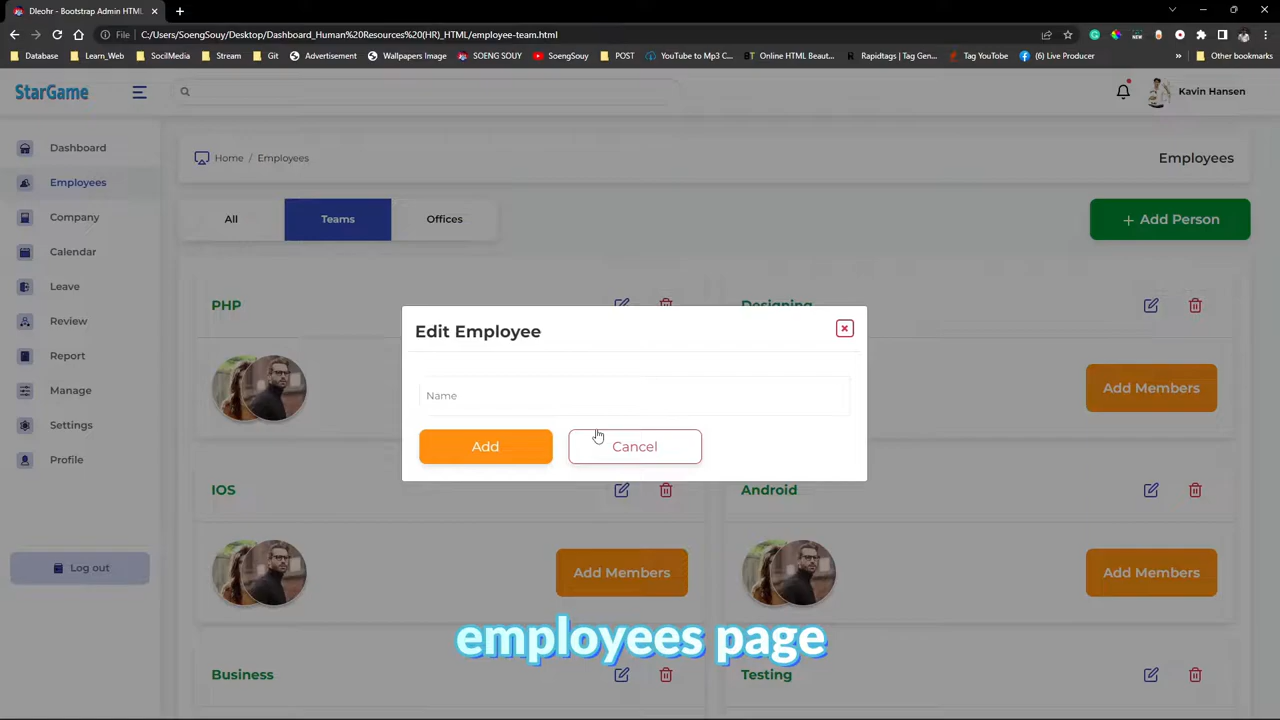 Dleohr - Bootstrap Admin HTML
File
C:/Users/SoengSouy/Desktop/Dashboard_Human%20Resources%20(HR)_HTML/employee-team.html
Database
Learn_Web
SocilMedia
Stream
Git
Advertisement
Wallpapers Image
SOENG SOUY
SoengSouy
POST
YouTube to Mp3 C...
Online HTML Beaut...
Rapidtags | Tag Gen...
Tag YouTube
(6) Live Producer
Other bookmarks
StarGame
Kavin Hansen
Dashboard
Employees
Company
Calendar
Leave
Review
Report
Manage
Settings
Profile
Log out
Home / Employees
Employees
All
Teams
Offices
+ Add Person
PHP
Designing
Add Members
Edit Employee
Name
Add
Cancel
IOS
Android
Add Members
Add Members
Business
Testing
employees page